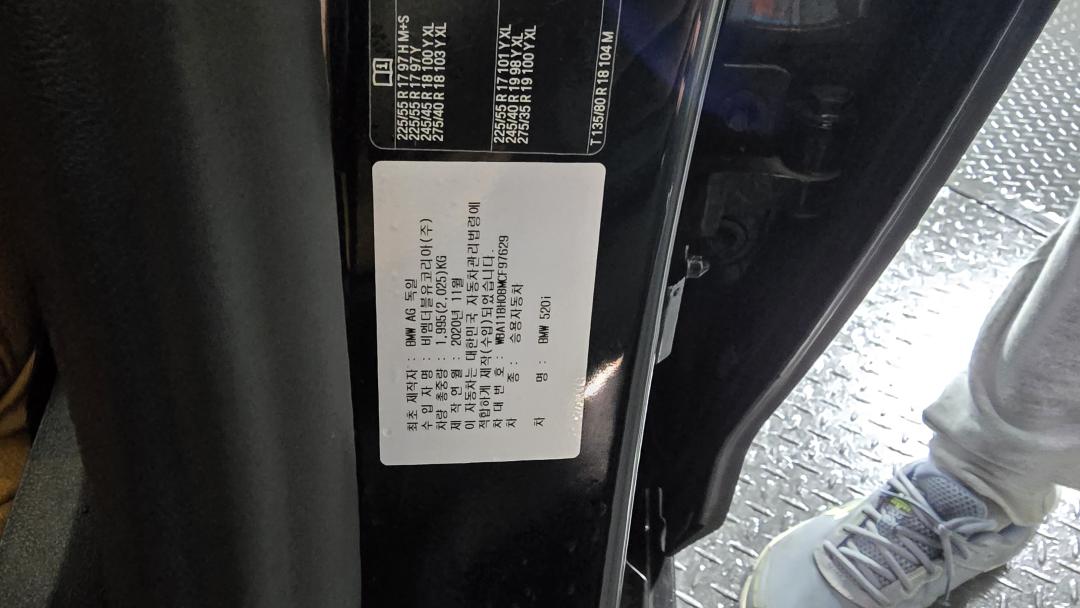 225/55 R 17 97 H M+S
225/55 R 17 97 Y
245/45 R 18 100 Y XL
275/40 R 18 103 Y XL
225/55 R 17 101 Y XL
245/40 R 19 98 Y XL
275/35 R 19 100 Y XL
T 135/80 R 18 104 M
최초 제작자 : BMW AG 독일
수 입 자 명 : 비엠더블유코리아(주)
차량 총중량 : 1,995(2,025)KG
제 작 연 월 : 2020년 11월
이 자동차는 대한민국 자동차관리법령에
적합하게 제작(수입)되었습니다.
차 대 번 호 : WBA11BH0BMCF97629
차 종 : 승용자동차
차 명 : BMW 520i